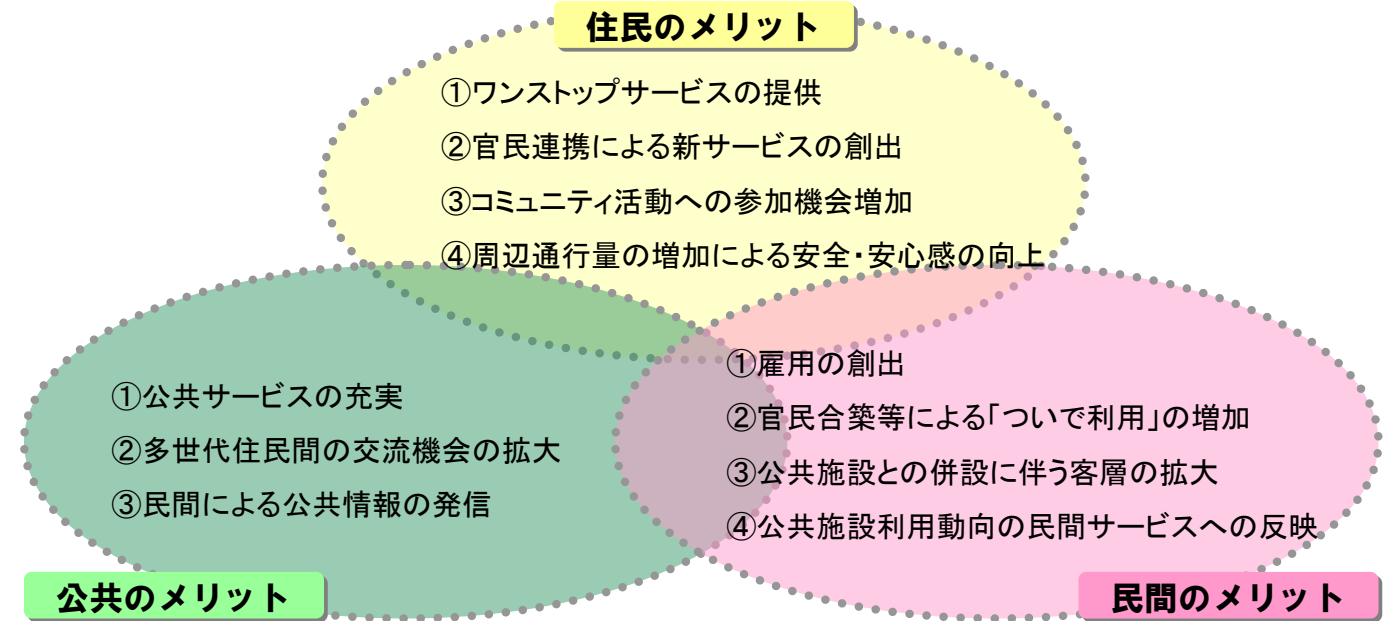 住民のメリット
①ワンストップサービスの提供
②官民連携による新サービスの創出
③コミュニティ活動への参加機会増加
④周辺通行量の増加による安全・安心感の向上
①公共サービスの充実
②多世代住民間の交流機会の拡大
③民間による公共情報の発信
公共のメリット
①雇用の創出
②官民合築等による「ついで利用」の増加
③公共施設との併設に伴う客層の拡大
④公共施設利用動向の民間サービスへの反映
民間のメリット